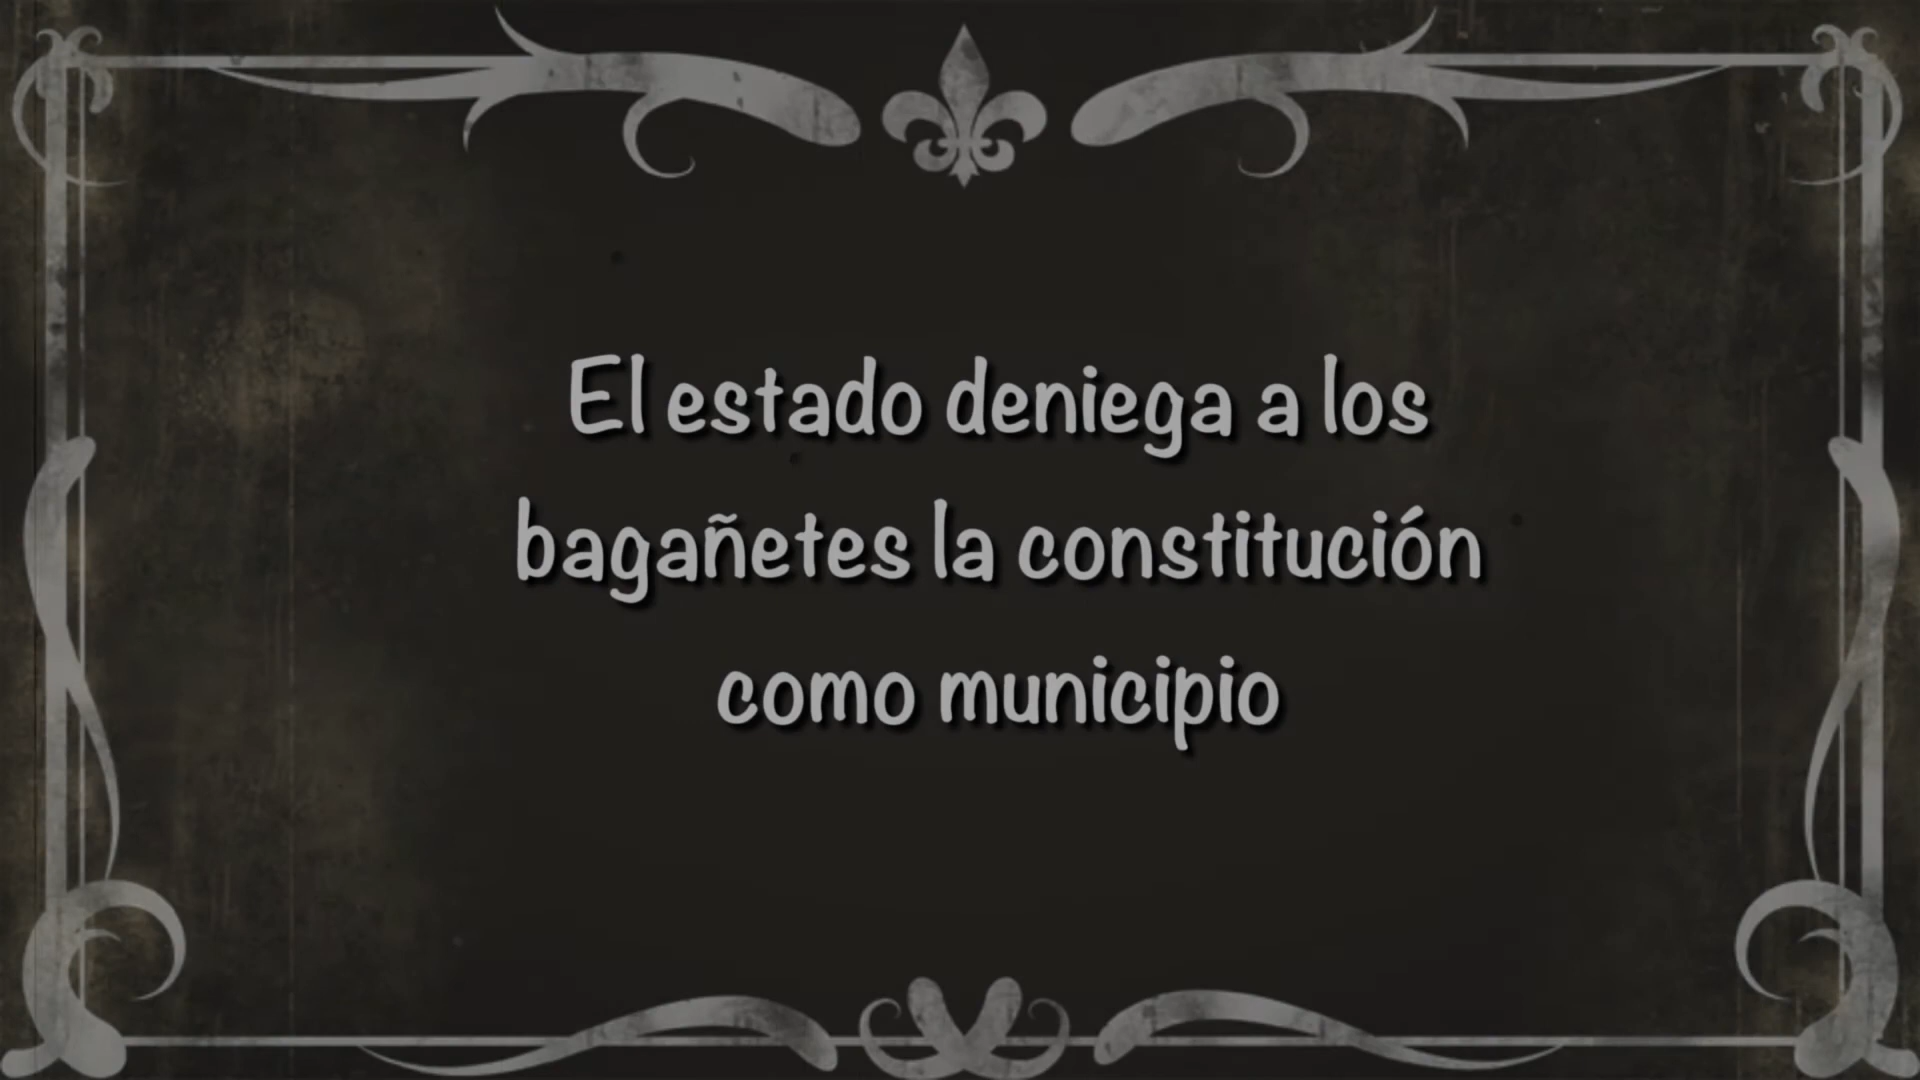 El estado deniega a los
bagañetes la constitución
como municipio